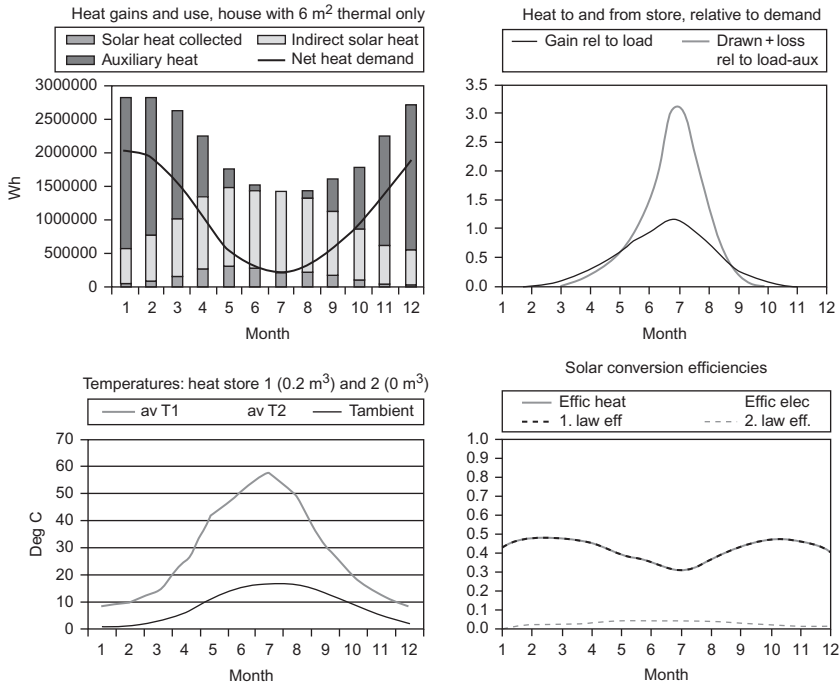 Heat gains and use, house with 6 m² thermal only
Solar heat collected Indirect solar heat
Auxiliary heat Net heat demand
3000000
2500000
2000000
1500000
1000000
500000
0
Wh
1 2 3 4 5 6 7 8 9 10 11 12
Month
Heat to and from store, relative to demand
Gain rel to load Drawn + loss
rel to load-aux
3.5
3.0
2.5
2.0
1.5
1.0
0.5
0.0
1 2 3 4 5 6 7 8 9 10 11 12
Month
Temperatures: heat store 1 (0.2 m³) and 2 (0 m³)
av T1 av T2 Tambient
70
60
50
40
30
20
10
0
Deg C
1 2 3 4 5 6 7 8 9 10 11 12
Month
Solar conversion efficiencies
Effic heat Effic elec
1. law eff 2. law eff.
1.0
0.9
0.8
0.7
0.6
0.5
0.4
0.3
0.2
0.1
0.0
1 2 3 4 5 6 7 8 9 10 11 12
Month